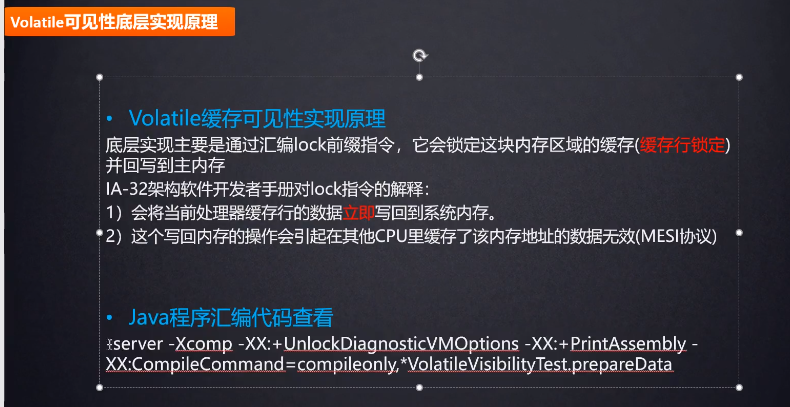 Volatile可见性底层实现原理
• Volatile缓存可见性实现原理
底层实现主要是通过汇编lock前缀指令，它会锁定这块内存区域的缓存(缓存行锁定)
并回写到主内存
IA-32架构软件开发者手册对lock指令的解释：
1）会将当前处理器缓存行的数据立即写回到系统内存。
2）这个写回内存的操作会引起在其他CPU里缓存了该内存地址的数据无效(MESI协议)
• Java程序汇编代码查看
-server -Xcomp -XX:+UnlockDiagnosticVMOptions -XX:+PrintAssembly -
XX:CompileCommand=compileonly,*VolatileVisibilityTest.prepareData